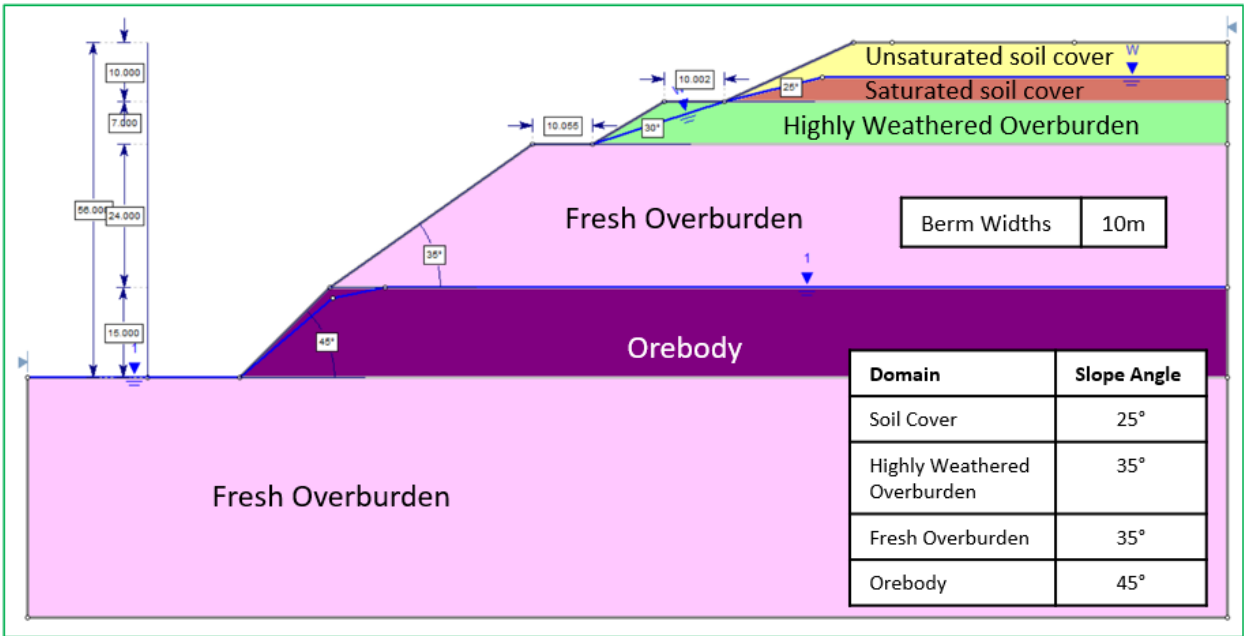 Unsaturated soil cover
W
10.000
10.002
25°
Saturated soil cover
7.000
10.055
30°
Highly Weathered Overburden
56.000
24.000
Fresh Overburden
Berm Widths 10m
35°
1
15.000
45°
Orebody
1
Domain Slope Angle
Soil Cover 25°
Highly Weathered 35°
Overburden
Fresh Overburden 35°
Orebody 45°
Fresh Overburden